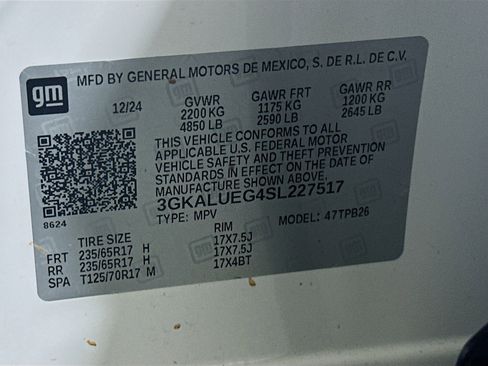 gm
MFD BY GENERAL MOTORS DE MEXICO, S. DE R.L. DE C.V.
12/24 GVWR GAWR FRT GAWR RR
2200 KG 1175 KG 1200 KG
4850 LB 2590 LB 2645 LB
THIS VEHICLE CONFORMS TO ALL
APPLICABLE U.S. FEDERAL MOTOR
VEHICLE SAFETY AND THEFT PREVENTION
STANDARDS IN EFFECT ON THE DATE OF
MANUFACTURE SHOWN ABOVE.
3GKALUEG4SL227517
8624
TYPE: MPV MODEL: 47TPB26
TIRE SIZE RIM
FRT 235/65R17 H 17X7.5J
RR 235/65R17 H 17X7.5J
SPA T125/70R17 M 17X4BT